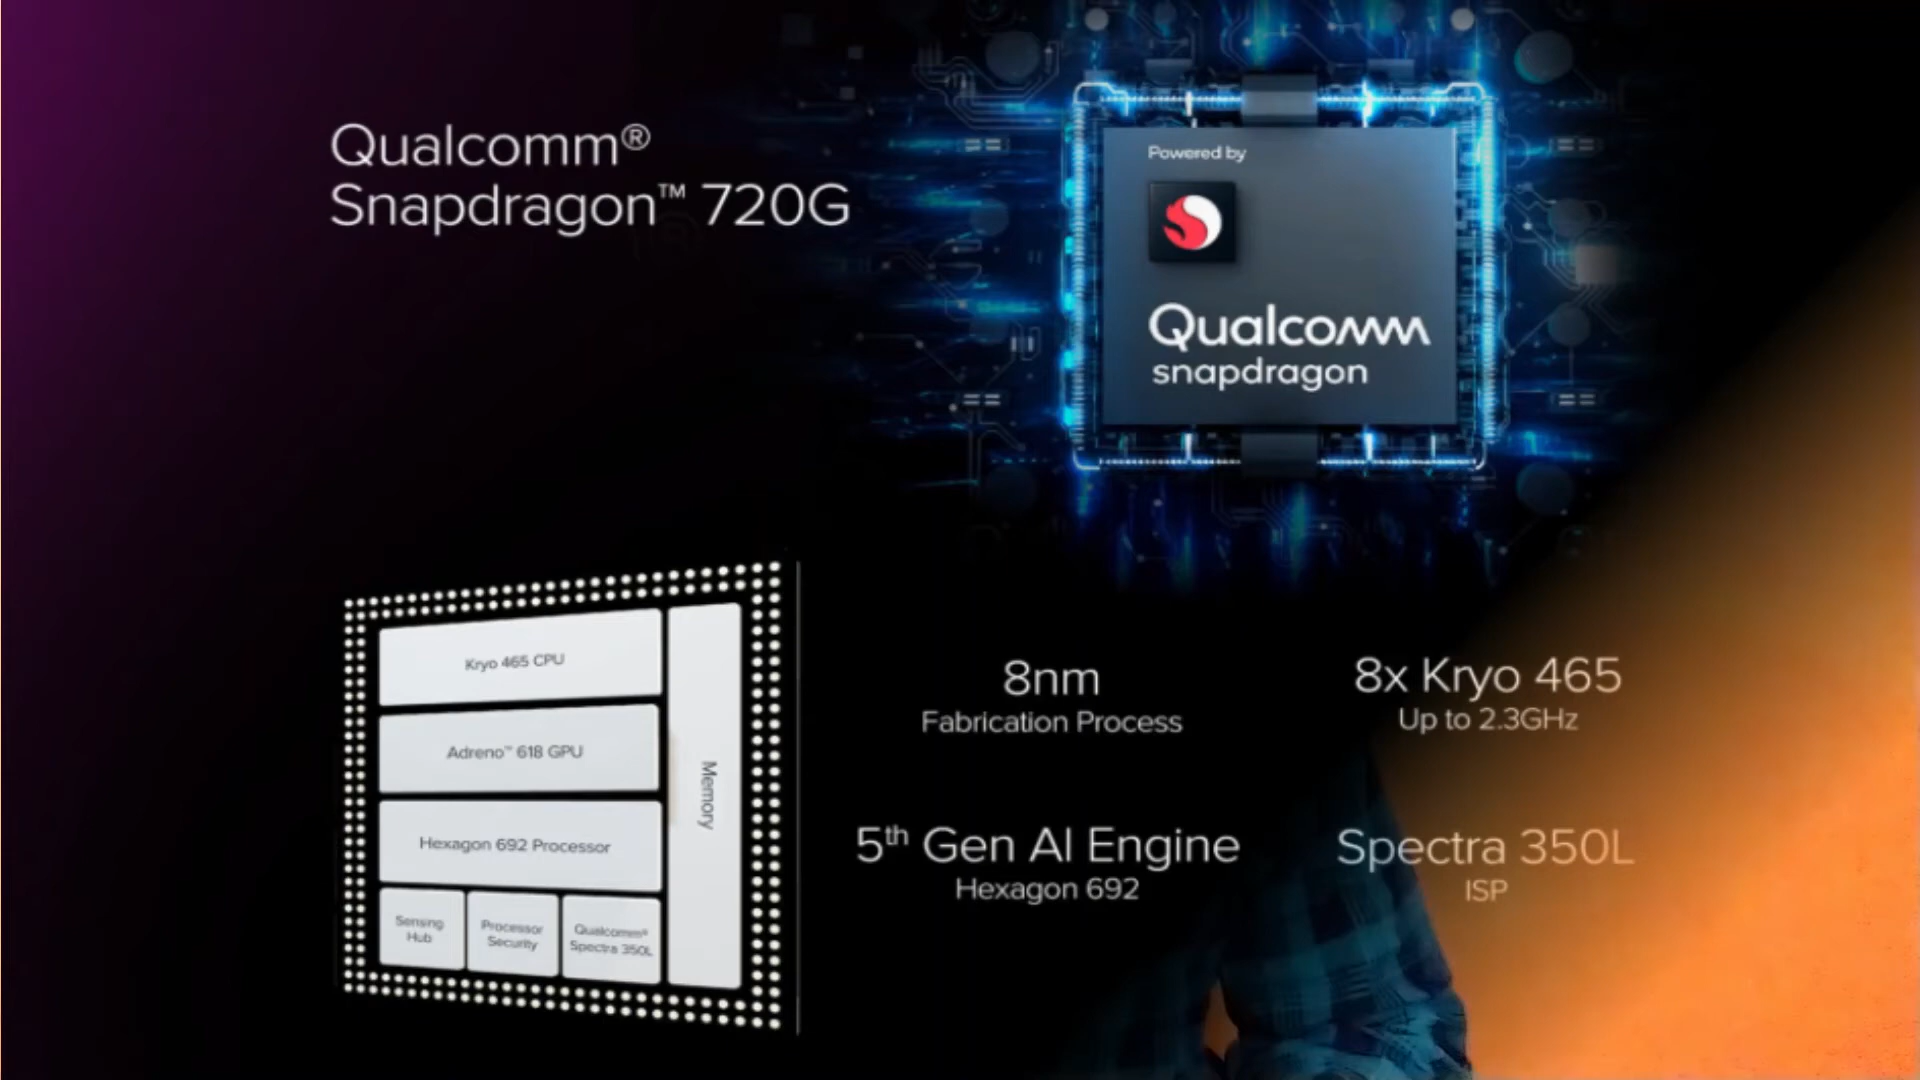 Qualcomm®
Snapdragon™ 720G
Powered by
Qualcomm
snapdragon
Kryo 465 CPU
Adreno™ 618 GPU
Hexagon 692 Processor
Sensing
Hub
Processor
Security
Qualcomm®
Spectra 350L
Memory
8nm
Fabrication Process
8x Kryo 465
Up to 2.3GHz
5th Gen AI Engine
Hexagon 692
Spectra 350L
ISP